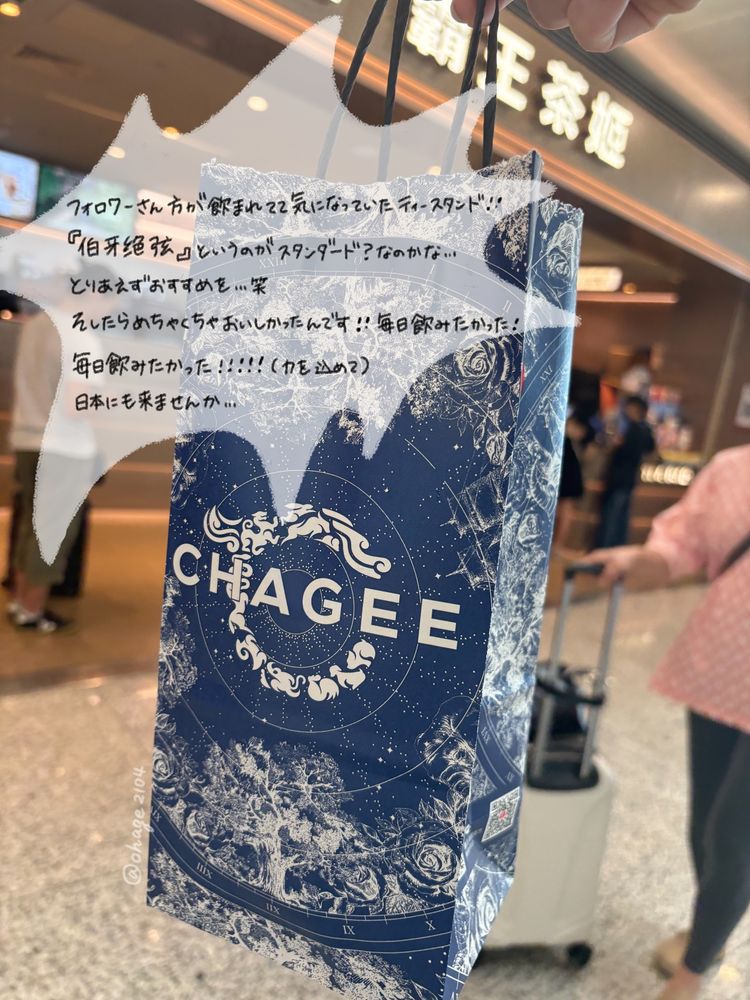 霸王茶姬
フォロワーさん方が飲まれてて気になっていたティースタンド!!
『伯牙绝弦』というのがスタンダード?なのかな…
とりあえずおすすめを…笑
そしたらめちゃくちゃおいしかったんです!!毎日飲みたかった!
毎日飲みたかった!!!!!(力を込めて)
日本にも来ませんか…
CHAGEE
@ohage 2104
IX
X